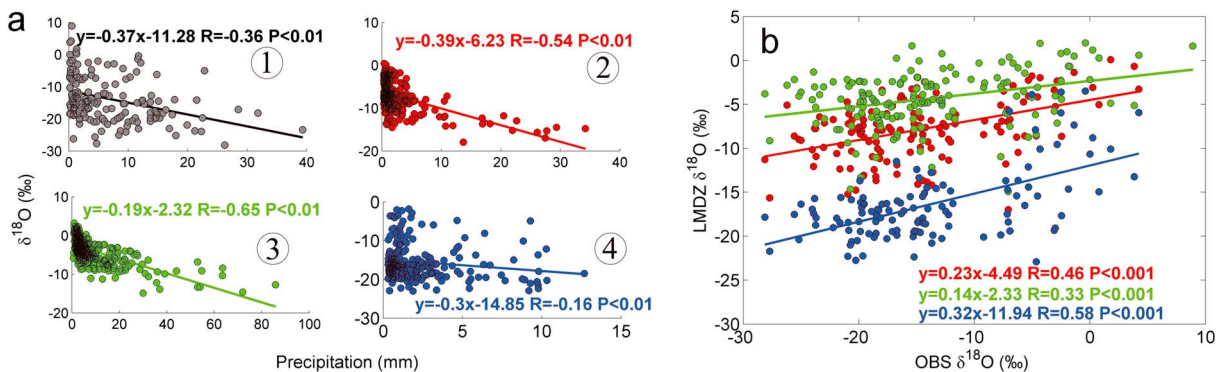 a
y=-0.37x-11.28 R=-0.36 P<0.01
1
10
0
-10
-20
-30
0 10 20 30 40
y=-0.39x-6.23 R=-0.54 P<0.01
2
10
0
-10
-20
0 10 20 30 40
δ18O (‰)
y=-0.19x-2.32 R=-0.65 P<0.01
3
10
0
-10
-20
0 20 40 60 80 100
y=-0.3x-14.85 R=-0.16 P<0.01
4
0
-10
-20
-30
0 5 10 15
Precipitation (mm)
b
5
0
-5
-10
-15
-20
-25
-30
LMDZ δ18O (‰)
y=0.23x-4.49 R=0.46 P<0.001
y=0.14x-2.33 R=0.33 P<0.001
y=0.32x-11.94 R=0.58 P<0.001
-30 -20 -10 0 10
OBS δ18O (‰)